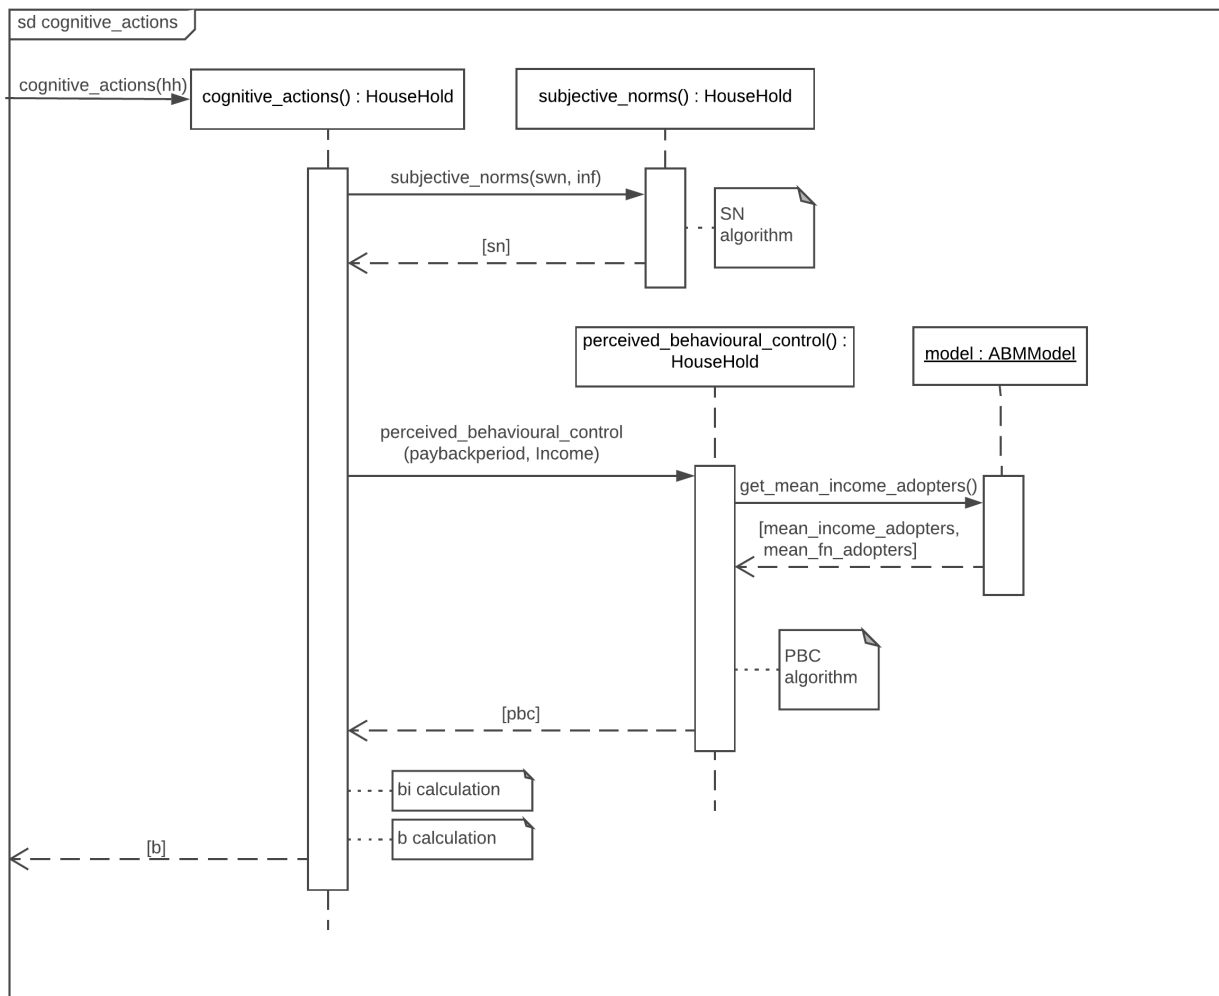 sd cognitive_actions
cognitive_actions(hh)
cognitive_actions() : HouseHold
subjective_norms() : HouseHold
subjective_norms(swn, inf)
SN
algorithm
[sn]
perceived_behavioural_control() :
HouseHold
model : ABMModel
perceived_behavioural_control
(paybackperiod, Income)
get_mean_income_adopters()
[mean_income_adopters,
mean_fn_adopters]
PBC
algorithm
[pbc]
bi calculation
b calculation
[b]